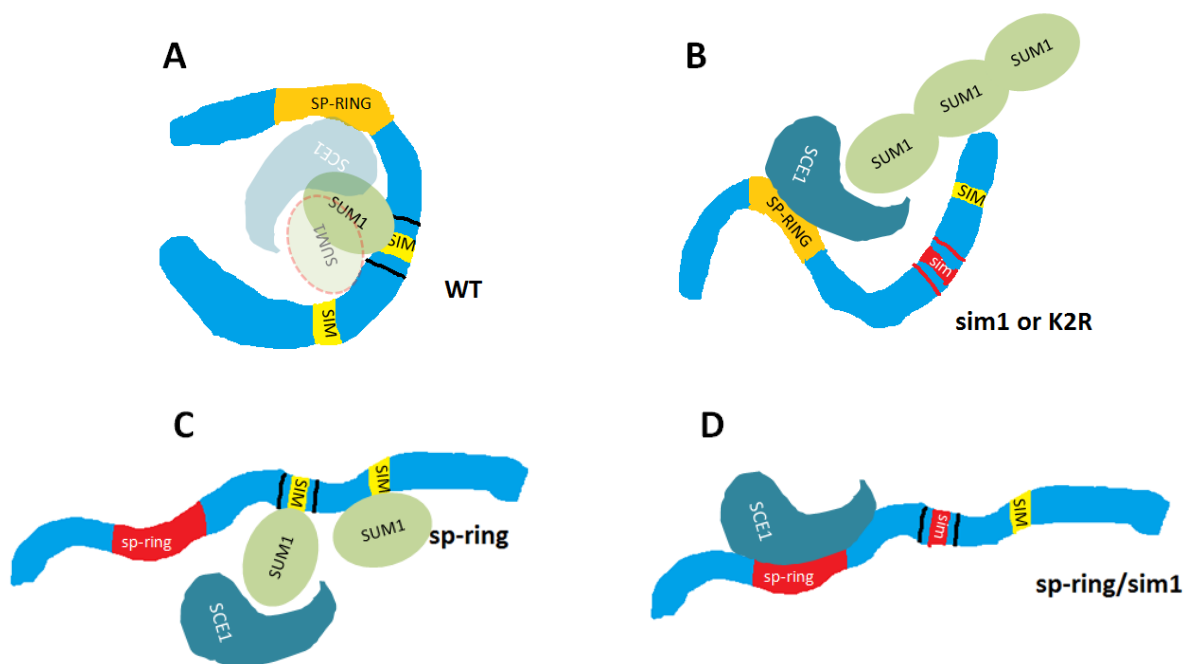 A
SP-RING
SCE1
SUM1
SUM1
SIM
SIM
WT
B
SUM1
SUM1
SUM1
SCE1
SP-RING
SIM
sim
sim1 or K2R
C
SIM
SIM
sp-ring
SUM1
SUM1
sp-ring
SCE1
D
SCE1
sim
SIM
sp-ring
sp-ring/sim1